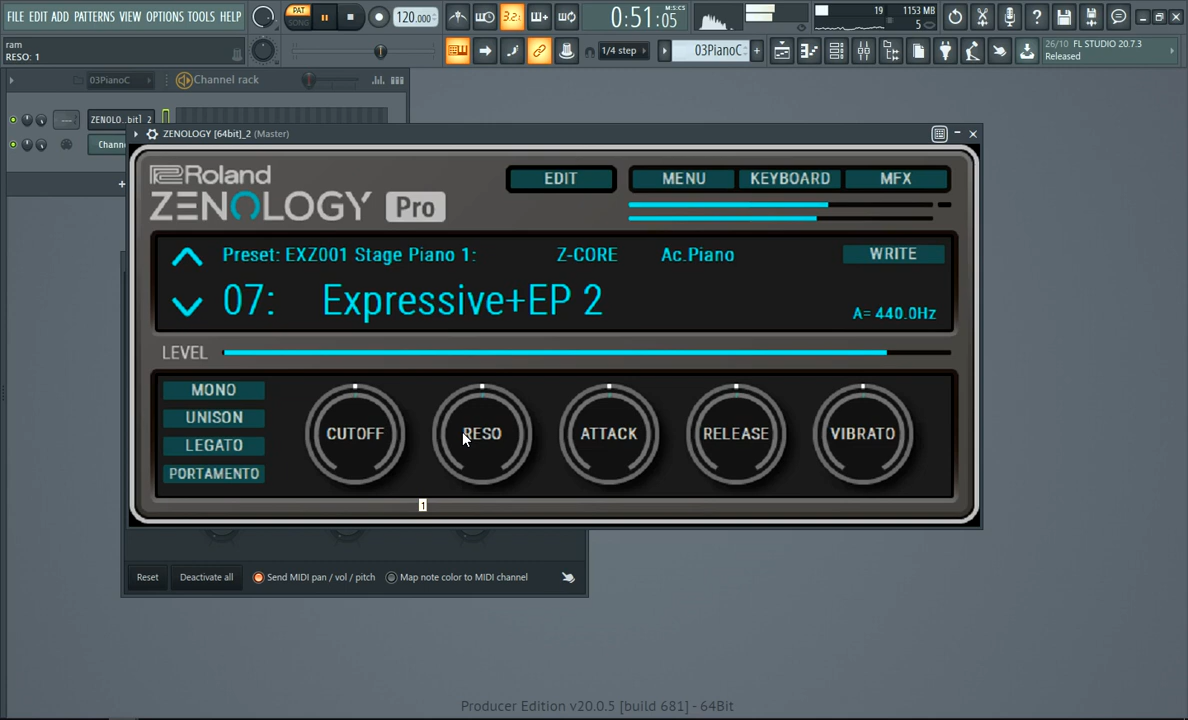 FILE EDIT ADD PATTERNS VIEW OPTIONS TOOLS HELP
PAT
SONG
120.000
3.2.
0:51:05
M:S:CS
19
1153 MB
5
ram
RESO: 1
1/4 step
03PianoC
26/10 FL STUDIO 20.7.3
Released
03PianoC
Channel rack
ZENOLO..bit]_2
Chann
ZENOLOGY [64bit]_2 (Master)
Roland
ZENOLOGY Pro
EDIT
MENU
KEYBOARD
MFX
Preset: EXZ001 Stage Piano 1:
Z-CORE
Ac.Piano
WRITE
07: Expressive+EP 2
A= 440.0Hz
LEVEL
MONO
UNISON
LEGATO
PORTAMENTO
CUTOFF
RESO
ATTACK
RELEASE
VIBRATO
1
Reset
Deactivate all
Send MIDI pan / vol / pitch
Map note color to MIDI channel
Producer Edition v20.0.5 [build 681] - 64Bit